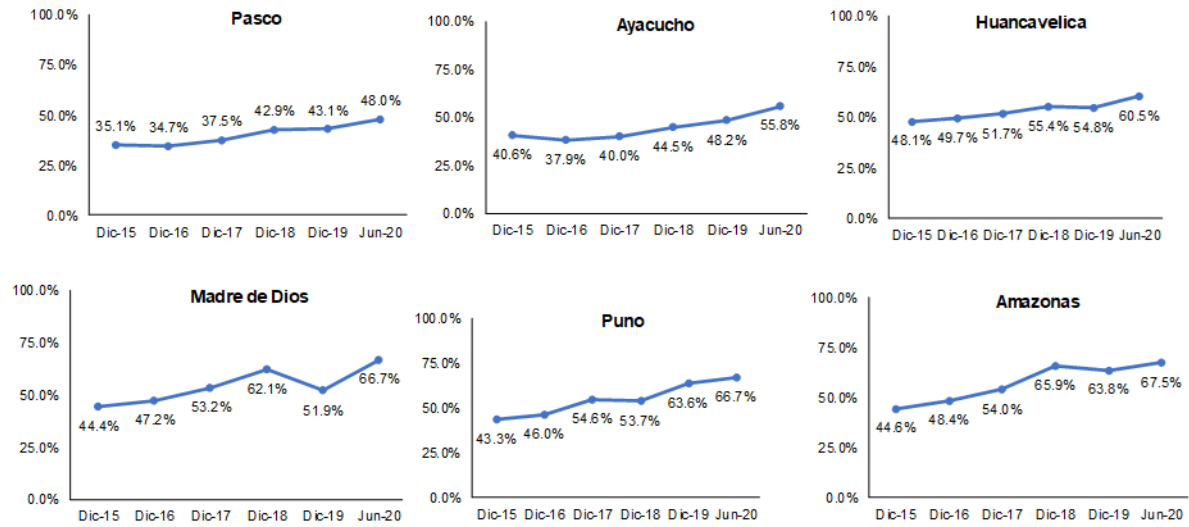 Pasco
100.0%
75.0%
50.0%
25.0%
0.0%
35.1% 34.7% 37.5% 42.9% 43.1% 48.0%
Dic-15 Dic-16 Dic-17 Dic-18 Dic-19 Jun-20
Ayacucho
100.0%
75.0%
50.0%
25.0%
0.0%
40.6% 37.9% 40.0% 44.5% 48.2% 55.8%
Dic-15 Dic-16 Dic-17 Dic-18 Dic-19 Jun-20
Huancavelica
100.0%
75.0%
50.0%
25.0%
0.0%
48.1% 49.7% 51.7% 55.4% 54.8% 60.5%
Dic-15 Dic-16 Dic-17 Dic-18 Dic-19 Jun-20
Madre de Dios
100.0%
75.0%
50.0%
25.0%
0.0%
44.4% 47.2% 53.2% 62.1% 51.9% 66.7%
Dic-15 Dic-16 Dic-17 Dic-18 Dic-19 Jun-20
Puno
100.0%
75.0%
50.0%
25.0%
0.0%
43.3% 46.0% 54.6% 53.7% 63.6% 66.7%
Dic-15 Dic-16 Dic-17 Dic-18 Dic-19 Jun-20
Amazonas
100.0%
75.0%
50.0%
25.0%
0.0%
44.6% 48.4% 54.0% 65.9% 63.8% 67.5%
Dic-15 Dic-16 Dic-17 Dic-18 Dic-19 Jun-20